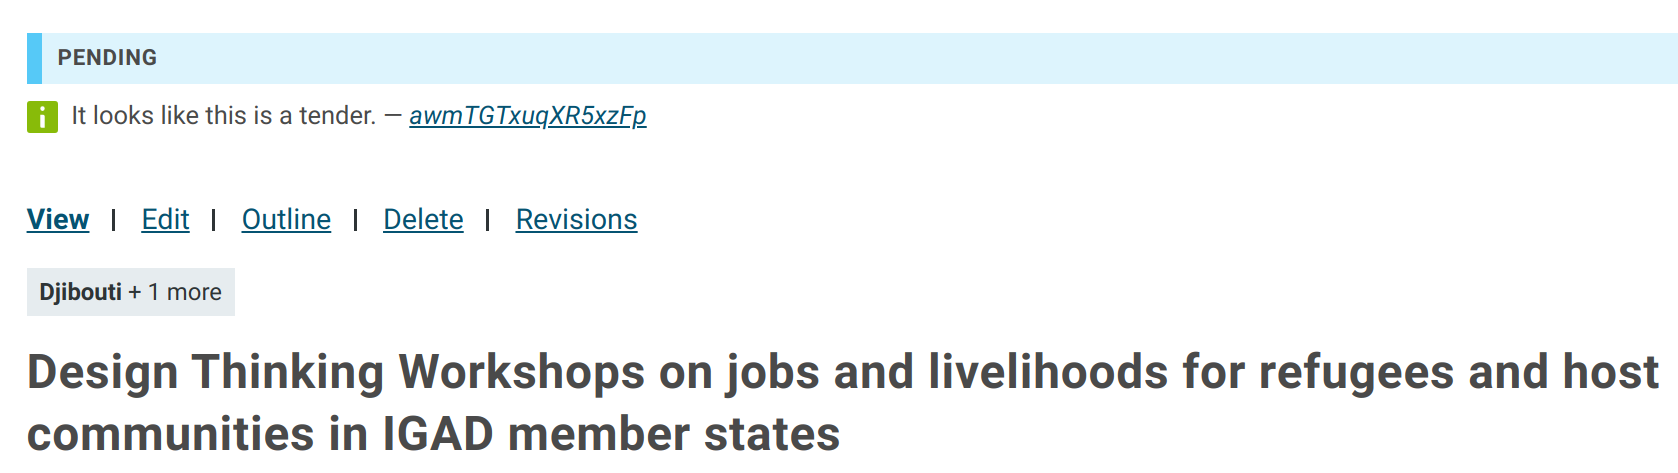 PENDING
It looks like this is a tender. — awmTGTxuqXR5xzFp
View | Edit | Outline | Delete | Revisions
Djibouti + 1 more
Design Thinking Workshops on jobs and livelihoods for refugees and host
communities in IGAD member states